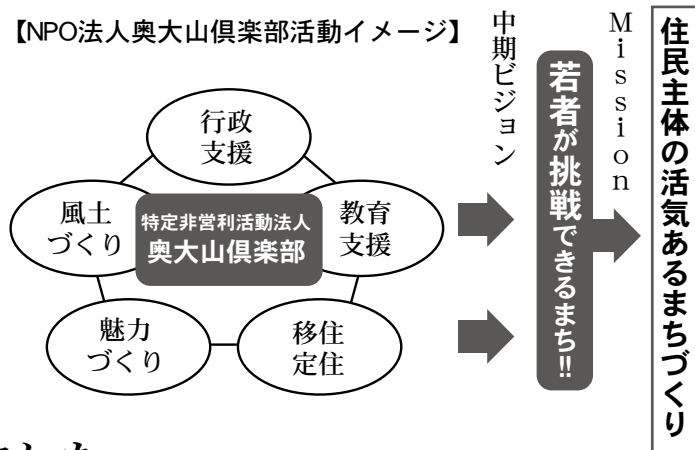 【NPO法人奥大山倶楽部活動イメージ】
行政
支援
風土
づくり
特定非営利活動法人
奥大山倶楽部
教育
支援
魅力
づくり
移住
定住
中期ビジョン
若者が挑戦できるまち!!
Mission
住民主体の活気あるまちづくり